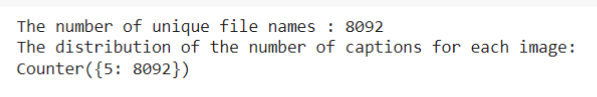 The number of unique file names : 8092
The distribution of the number of captions for each image:
Counter({5: 8092})